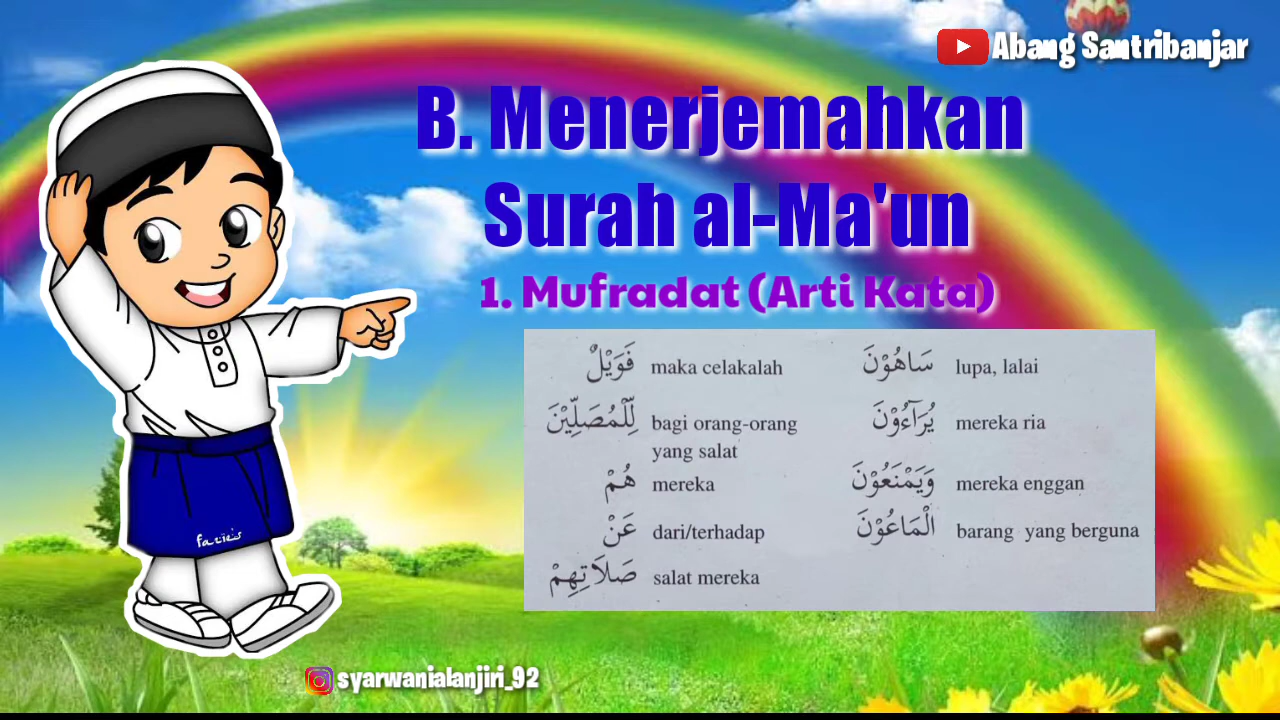 Abang Santribanjar
B. Menerjemahkan
Surah al-Ma'un
1. Mufradat (Arti Kata)
فَوَيْلٌ maka celakalah
لِّلْمُصَلِّيْنَ bagi orang-orang
yang salat
هُمْ mereka
عَنْ dari/terhadap
صَلَاتِهِمْ salat mereka
سَاهُوْنَ lupa, lalai
يُرَآءُوْنَ mereka ria
وَيَمْنَعُوْنَ mereka enggan
الْمَاعُوْنَ barang yang berguna
fazie's
syarwanialanjiri_92